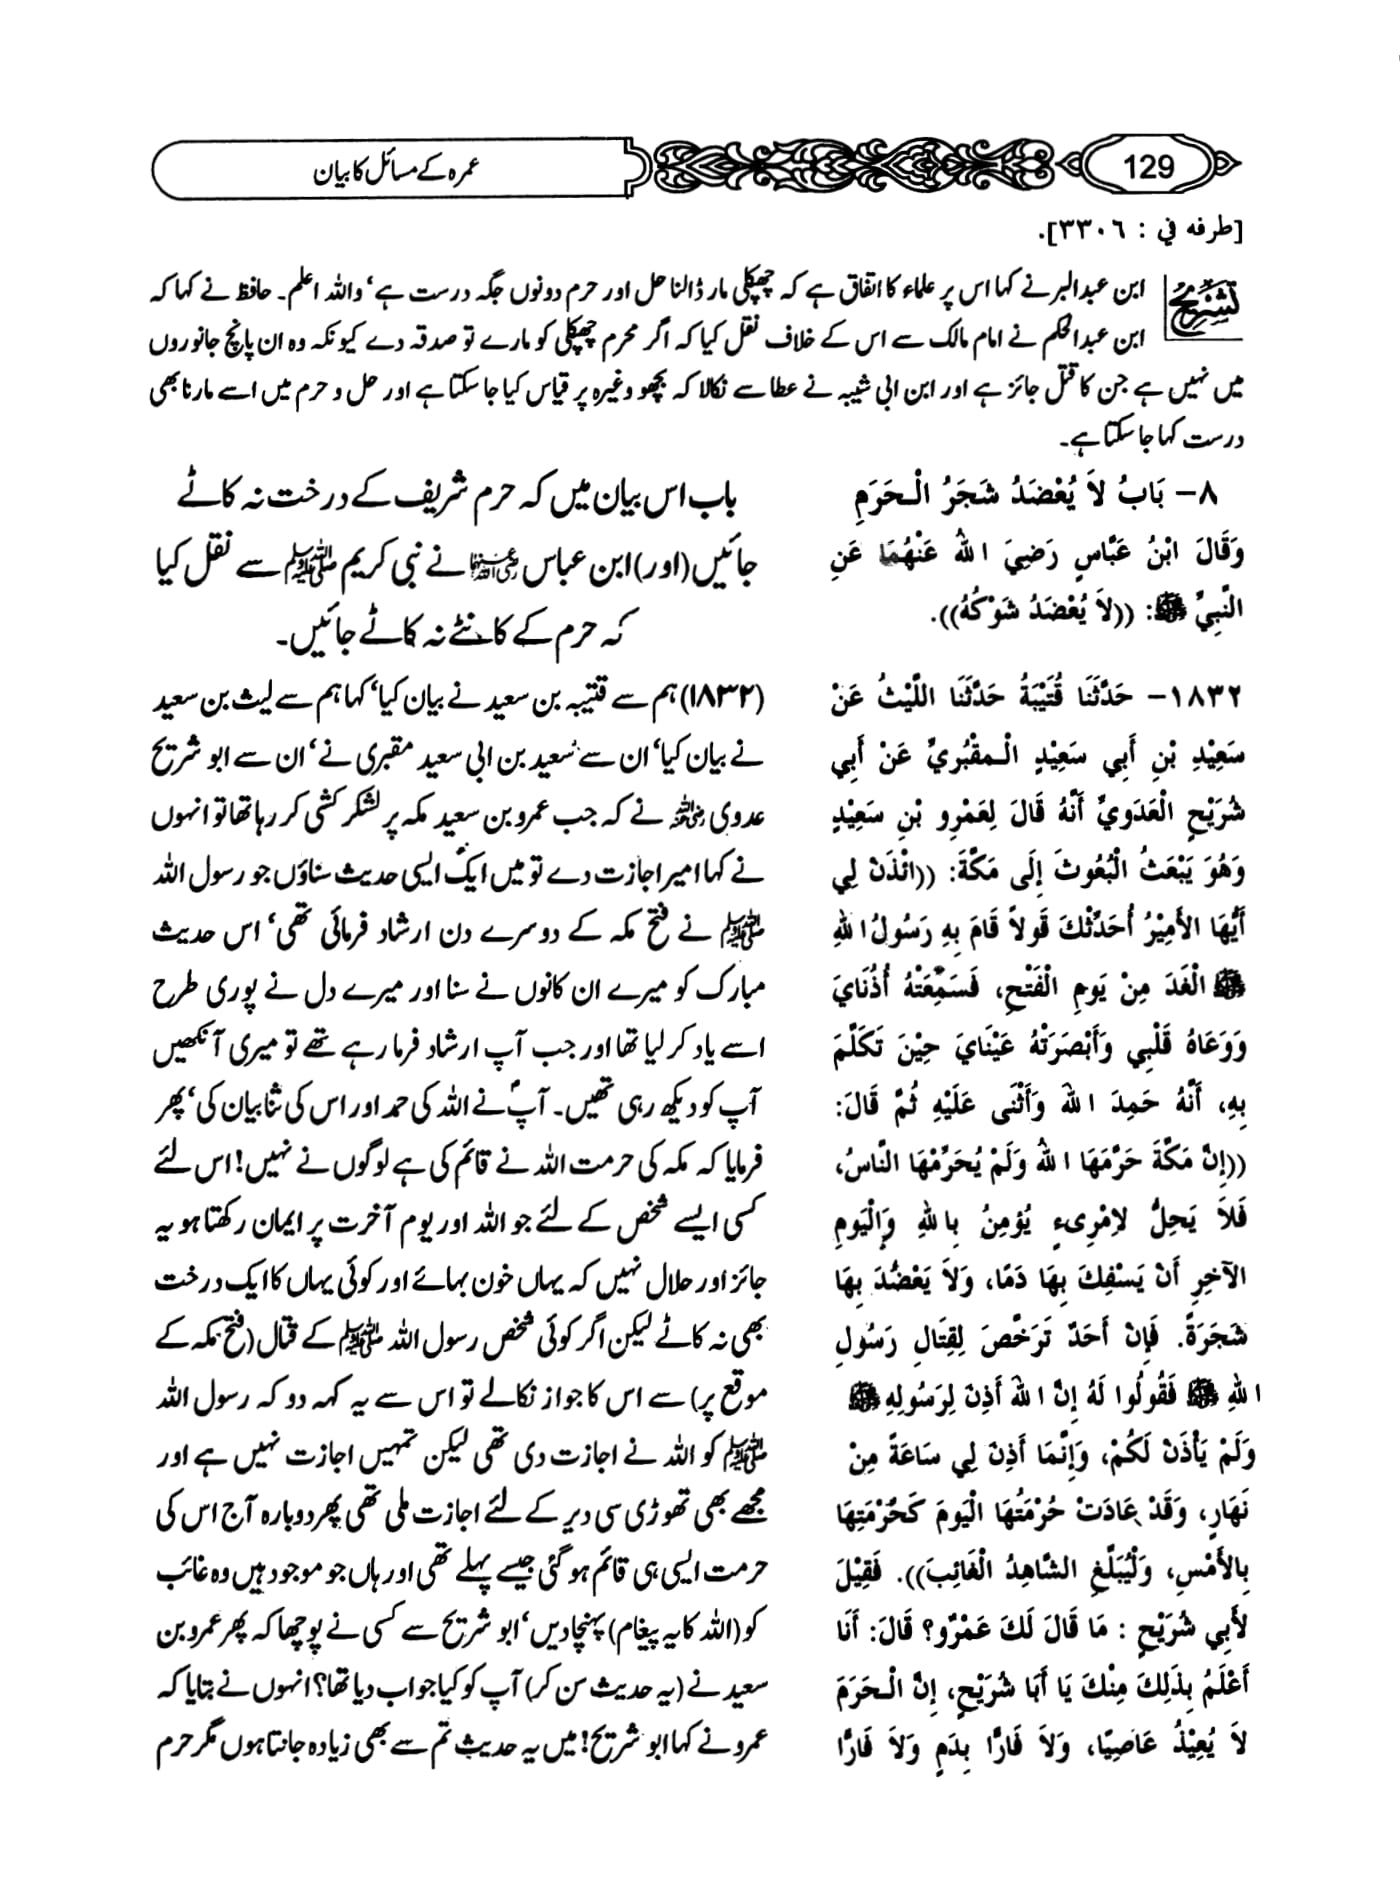 129
عمرہ کے مسائل کا بیان
[طرفه في : ٣٣٠٦].
تشریح
ابن عبدالبر نے کہا اس پر علماء کا اتفاق ہے کہ چھپکلی مار ڈالنا حل اور حرم دونوں جگہ درست ہے‘ واللہ اعلم۔ حافظ نے کہا کہ
ابن عبدالحکم نے امام مالک سے اس کے خلاف نقل کیا کہ اگر محرم چھپکلی کو مارے تو صدقہ دے کیونکہ وہ ان پانچ جانوروں
میں نہیں ہے جن کا قتل جائز ہے اور ابن ابی شیبہ نے عطا سے نکالا کہ بچھو وغیرہ پر قیاس کیا جا سکتا ہے اور حل و حرم میں اسے مارنا بھی
درست کہا جا سکتا ہے۔
٨- بَابُ لاَ يُعْضَدُ شَجَرُ الْـحَرَمِ
وَقَالَ ابْنُ عَبَّاسٍ رَضِيَ اللهُ عَنْهُمَا عَنِ
النَّبِيِّ ﷺ: ((لاَ يُعْضَدُ شَوْكُهُ)).
١٨٣٢- حَدَّثَنَا قُتَيْبَةُ حَدَّثَنَا اللَّيْثُ عَنْ
سَعِيْدِ بْنِ أَبِي سَعِيْدٍ الْـمقْبُرِيِّ عَنْ أَبِي
شُرَيْحٍ الْعَدَوِيِّ أَنَّهُ قَالَ لِعَمْرِو بْنِ سَعِيْدٍ
وَهُوَ يَبْعَثُ الْبُعُوثَ إِلَى مَكَّةَ: ((ائْذَنْ لِي
أَيُّهَا الأَمِيْرُ أُحَدِّثْكَ قَولاً قَامَ بِهِ رَسُولُ اللهِ
ﷺ الْغَدَ مِنْ يَومِ الْفَتْحِ، فَسَمِعَتْهُ أُذُنَايَ
وَوَعَاهُ قَلْبِي وَأَبْصَرَتْهُ عَيْنَايَ حِيْنَ تَكَلَّمَ
بِهِ، أَنَّهُ حَمِدَ اللهَ وَأَثْنَى عَلَيْهِ ثُمَّ قَالَ:
((إِنَّ مَكَّةَ حَرَّمَهَا اللهُ وَلَمْ يُحَرِّمْهَا النَّاسُ،
فَلاَ يَحِلُّ لاِمْرِىءٍ يُؤمِنُ بِاللهِ وَالْيَومِ
الآخِرِ أَنْ يَسْفِكَ بِهَا دَمًا، وَلاَ يَعْضُدَ بِهَا
شَجَرَةً. فَإِنْ أَحَدٌ تَرَخَّصَ لِقِتَالِ رَسُولِ
اللهِ ﷺ فَقُولُوا لَهُ إِنَّ اللهَ أَذِنَ لِرَسُولِهِ ﷺ
وَلَمْ يَأْذَنْ لَكُمْ، وَإِنَّمَا أَذِنَ لِي سَاعَةً مِنْ
نَهَارٍ، وَقَدْ عَادَتْ حُرْمَتُهَا الْيَومَ كَحُرْمَتِهَا
بِالأَمْسِ، وَلْيُبَلِّغِ الشَّاهِدُ الْغَائِبَ)). فَقِيْلَ
لأَبِي شُرَيْحٍ : مَا قَالَ لَكَ عَمْرٌو؟ قَالَ: أَنَا
أَعْلَمُ بِذَلِكَ مِنْكَ يَا أَبَا شُرَيْحٍ، إِنَّ الْـحَرَمَ
لاَ يُعِيْذُ عَاصِيًا، وَلاَ فَارًّا بِدَمٍ وَلاَ فَارًّا
باب اس بیان میں کہ حرم شریف کے درخت نہ کاٹے
جائیں (اور) ابن عباس رضی اللہ عنہما نے نبی کریم ﷺ سے نقل کیا
کہ حرم کے کانٹے نہ کاٹے جائیں۔
(۱۸۳۲) ہم سے قتیبہ بن سعید نے بیان کیا‘ کہا ہم سے لیث بن سعید
نے بیان کیا‘ ان سے سعید بن ابی سعید مقبری نے‘ ان سے ابو شریح
عدوی رضی اللہ عنہ نے کہ جب عمرو بن سعید مکہ پر لشکر کشی کر رہا تھا تو انہوں
نے کہا امیر اجازت دے تو میں ایک ایسی حدیث سناؤں جو رسول اللہ
ﷺ نے فتح مکہ کے دوسرے دن ارشاد فرمائی تھی‘ اس حدیث
مبارک کو میرے ان کانوں نے سنا اور میرے دل نے پوری طرح
اسے یاد کر لیا تھا اور جب آپ ارشاد فرما رہے تھے تو میری آنکھیں
آپ کو دیکھ رہی تھیں۔ آپؐ نے اللہ کی حمد اور اس کی ثنا بیان کی‘ پھر
فرمایا کہ مکہ کی حرمت اللہ نے قائم کی ہے لوگوں نے نہیں! اس لئے
کسی ایسے شخص کے لئے جو اللہ اور یوم آخرت پر ایمان رکھتا ہو یہ
جائز اور حلال نہیں کہ یہاں خون بہائے اور کوئی یہاں کا ایک درخت
بھی نہ کاٹے لیکن اگر کوئی شخص رسول اللہ ﷺ کے قتال (فتح مکہ کے
موقع پر) سے اس کا جواز نکالے تو اس سے یہ کہہ دو کہ رسول اللہ
ﷺ کو اللہ نے اجازت دی تھی لیکن تمہیں اجازت نہیں ہے اور
مجھے بھی تھوڑی سی دیر کے لئے اجازت ملی تھی پھر دوبارہ آج اس کی
حرمت ایسی ہی قائم ہو گئی جیسے پہلے تھی اور ہاں جو موجود ہیں وہ غائب
کو (اللہ کا یہ پیغام) پہنچا دیں‘ ابو شریح سے کسی نے پوچھا کہ پھر عمرو بن
سعید نے (یہ حدیث سن کر) آپ کو کیا جواب دیا تھا؟ انہوں نے بتایا کہ
عمرو نے کہا ابو شریح! میں یہ حدیث تم سے بھی زیادہ جانتا ہوں مگر حرم